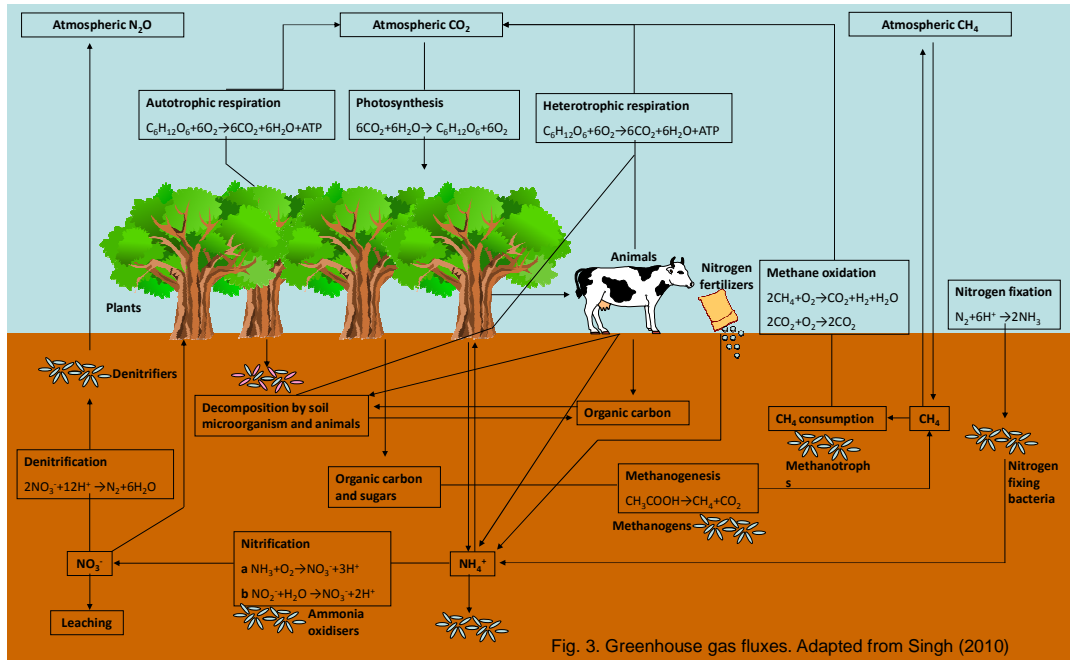 Atmospheric N₂O
Atmospheric CO₂
Atmospheric CH₄
Autotrophic respiration
C₆H₁₂O₆+6O₂→6CO₂+6H₂O+ATP
Photosynthesis
6CO₂+6H₂O→ C₆H₁₂O₆+6O₂
Heterotrophic respiration
C₆H₁₂O₆+6O₂→6CO₂+6H₂O+ATP
Plants
Animals
Nitrogen
fertilizers
Methane oxidation
2CH₄+O₂→CO₂+H₂+H₂O
2CO₂+O₂→2CO₂
Nitrogen fixation
N₂+6H⁺ →2NH₃
Denitrifiers
Decomposition by soil
microorganism and animals
Organic carbon
CH₄ consumption
CH₄
Methanotroph
s
Nitrogen
fixing
bacteria
Denitrification
2NO₃⁻+12H⁺→N₂+6H₂O
Organic carbon
and sugars
Methanogenesis
CH₃COOH→CH₄+CO₂
Methanogens
NO₃⁻
Nitrification
a NH₃+O₂→NO₃⁻+3H⁺
b NO₂⁻+H₂O→NO₃⁻+2H⁺
Ammonia
oxidisers
NH₄⁺
Leaching
Fig. 3. Greenhouse gas fluxes. Adapted from Singh (2010)